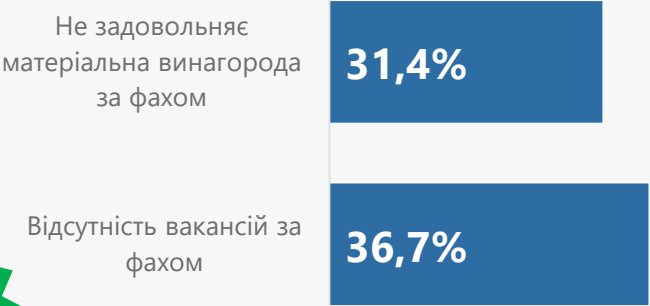 Не задовольняє
матеріальна винагорода
за фахом
31,4%
Відсутність вакансій за
фахом
36,7%